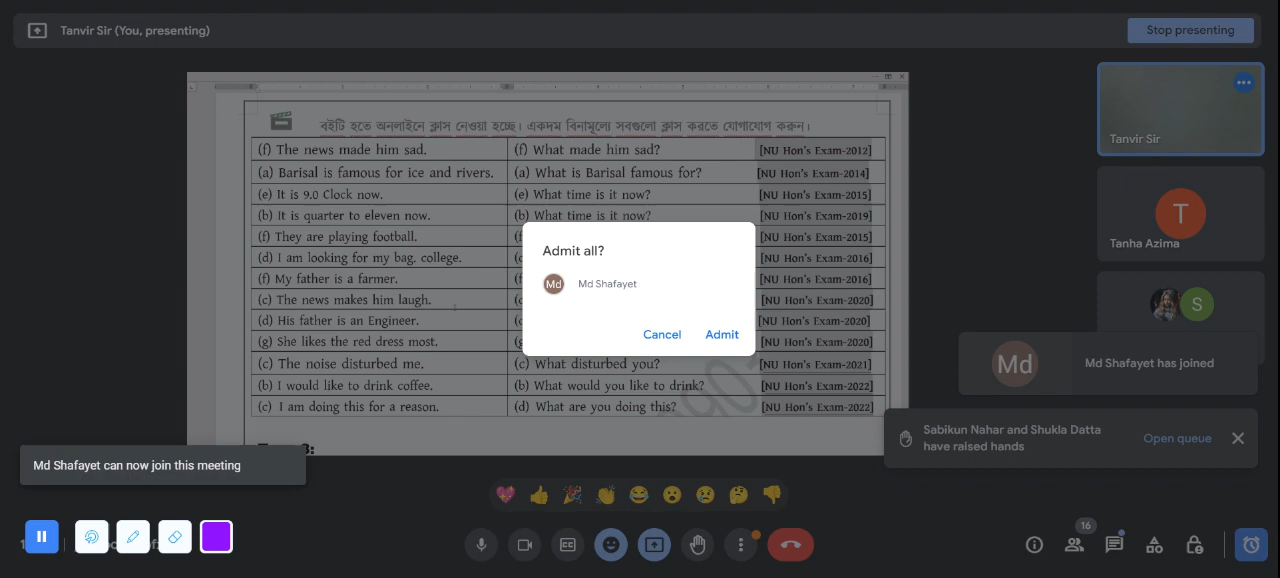 Tanvir Sir (You, presenting)
Stop presenting
বইটি হতে অনলাইনে ক্লাস নেওয়া হচ্ছে। একদম বিনামূল্যে সবগুলো ক্লাস করতে যোগাযোগ করুন।
(f) The news made him sad. (f) What made him sad? [NU Hon's Exam-2012]
(a) Barisal is famous for ice and rivers. (a) What is Barisal famous for? [NU Hon's Exam-2014]
(e) It is 9.0 Clock now. (e) What time is it now? [NU Hon's Exam-2015]
(b) It is quarter to eleven now. (b) What time is it now? [NU Hon's Exam-2019]
(f) They are playing football. [NU Hon's Exam-2015]
(d) I am looking for my bag. college. [NU Hon's Exam-2016]
(f) My father is a farmer. [NU Hon's Exam-2016]
(c) The news makes him laugh. [NU Hon's Exam-2020]
(d) His father is an Engineer. [NU Hon's Exam-2020]
(g) She likes the red dress most. [NU Hon's Exam-2020]
(c) The noise disturbed me. (c) What disturbed you? [NU Hon's Exam-2021]
(b) I would like to drink coffee. (b) What would you like to drink? [NU Hon's Exam-2022]
(c) I am doing this for a reason. (d) What are you doing this? [NU Hon's Exam-2022]
Admit all?
Md Md Shafayet
Cancel Admit
Tanvir Sir
T
Tanha Azima
S
Md Md Shafayet has joined
Sabikun Nahar and Shukla Datta
have raised hands
Open queue
Md Shafayet can now join this meeting
16